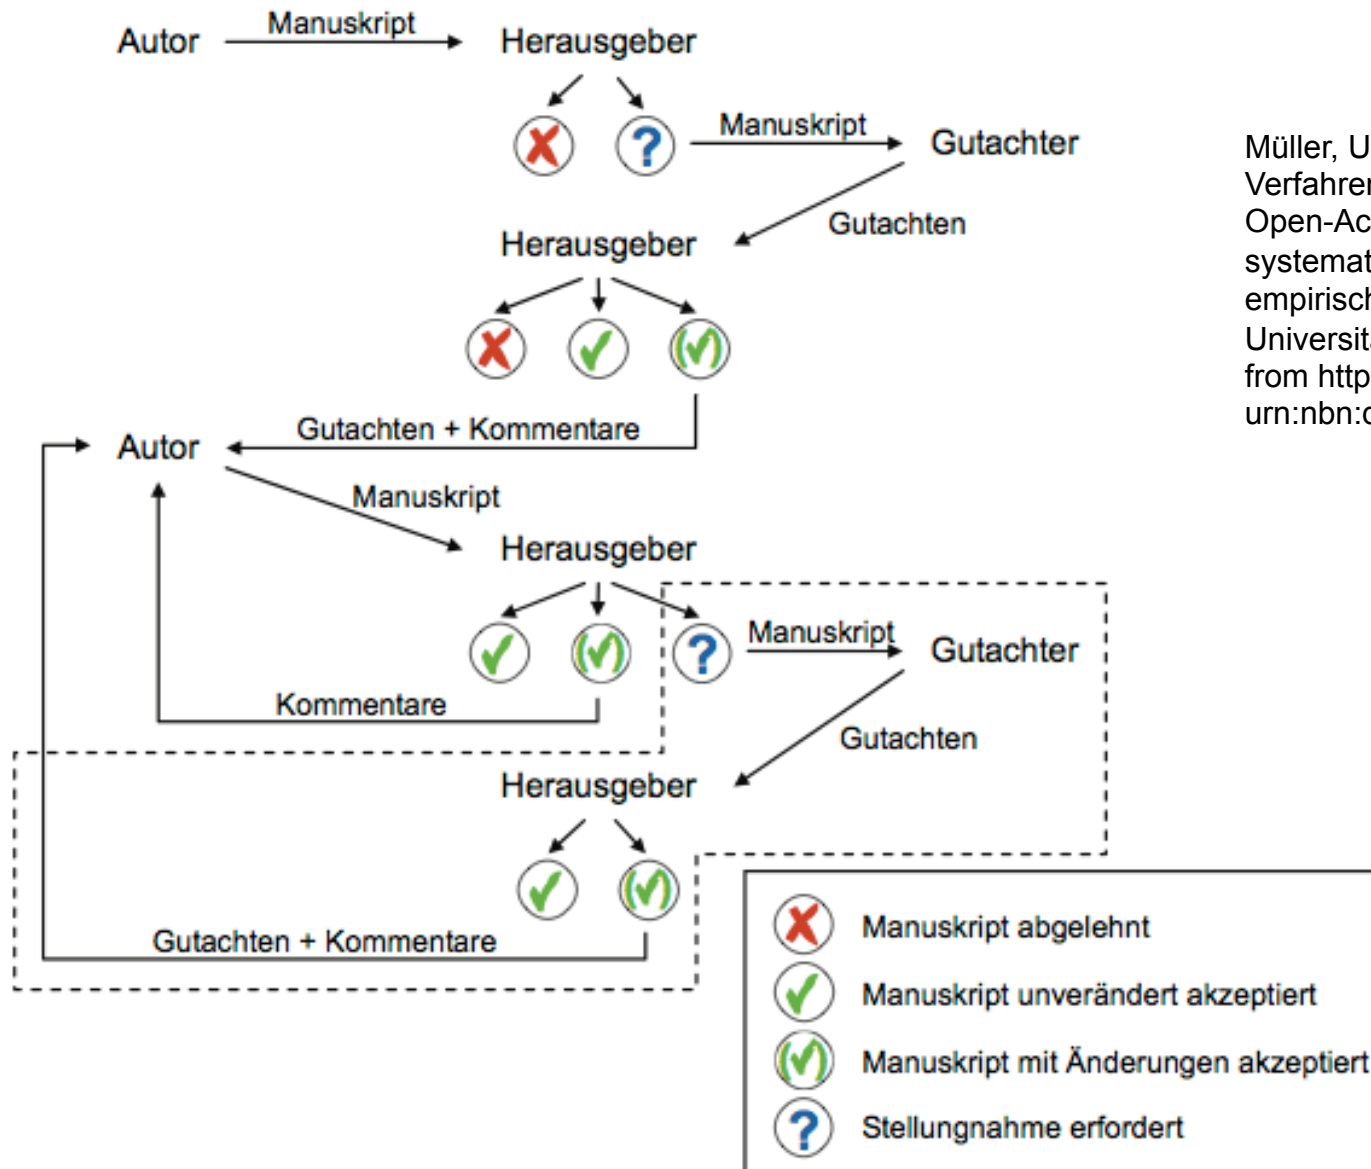 Autor
Manuskript
Herausgeber
Manuskript
Gutachter
Gutachten
Herausgeber
Gutachten + Kommentare
Autor
Manuskript
Herausgeber
Manuskript
Gutachter
Kommentare
Gutachten
Herausgeber
Gutachten + Kommentare
Manuskript abgelehnt
Manuskript unverändert akzeptiert
Manuskript mit Änderungen akzeptiert
Stellungnahme erfordert
Müller, U
Verfahren
Open-Ac
systemat
empirisch
Universit
from http
urn:nbn: